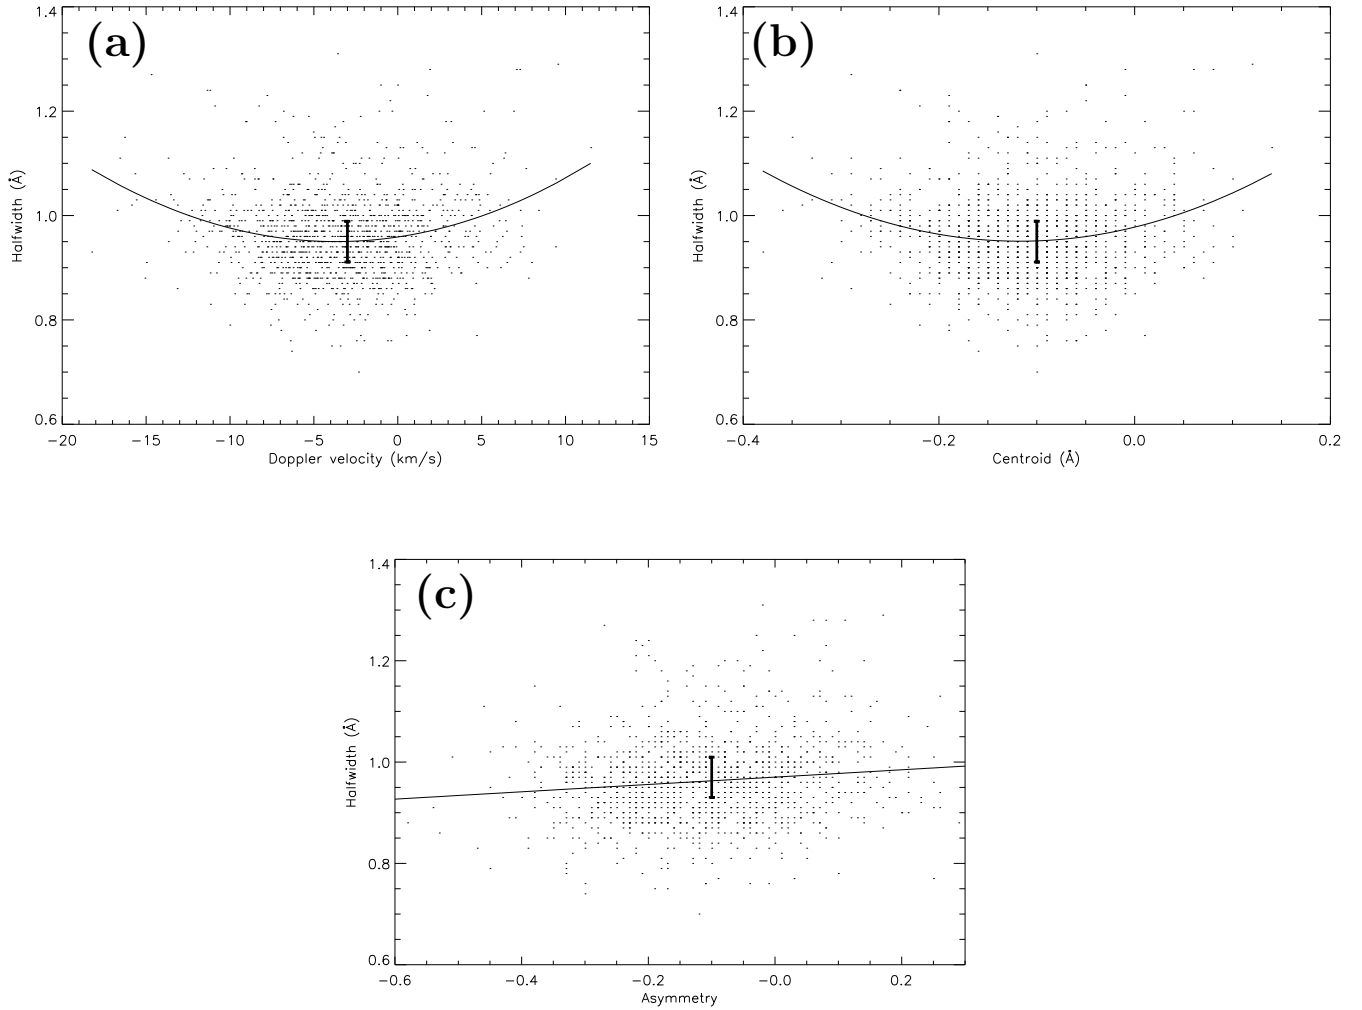 (a)
1.4
1.2
1.0
0.8
0.6
Halfwidth (Å)
−20 −15 −10 −5 0 5 10 15
Doppler velocity (km/s)
(b)
1.4
1.2
1.0
0.8
0.6
Halfwidth (Å)
−0.4 −0.2 0.0 0.2
Centroid (Å)
(c)
1.4
1.2
1.0
0.8
0.6
Halfwidth (Å)
−0.6 −0.4 −0.2 −0.0 0.2
Asymmetry